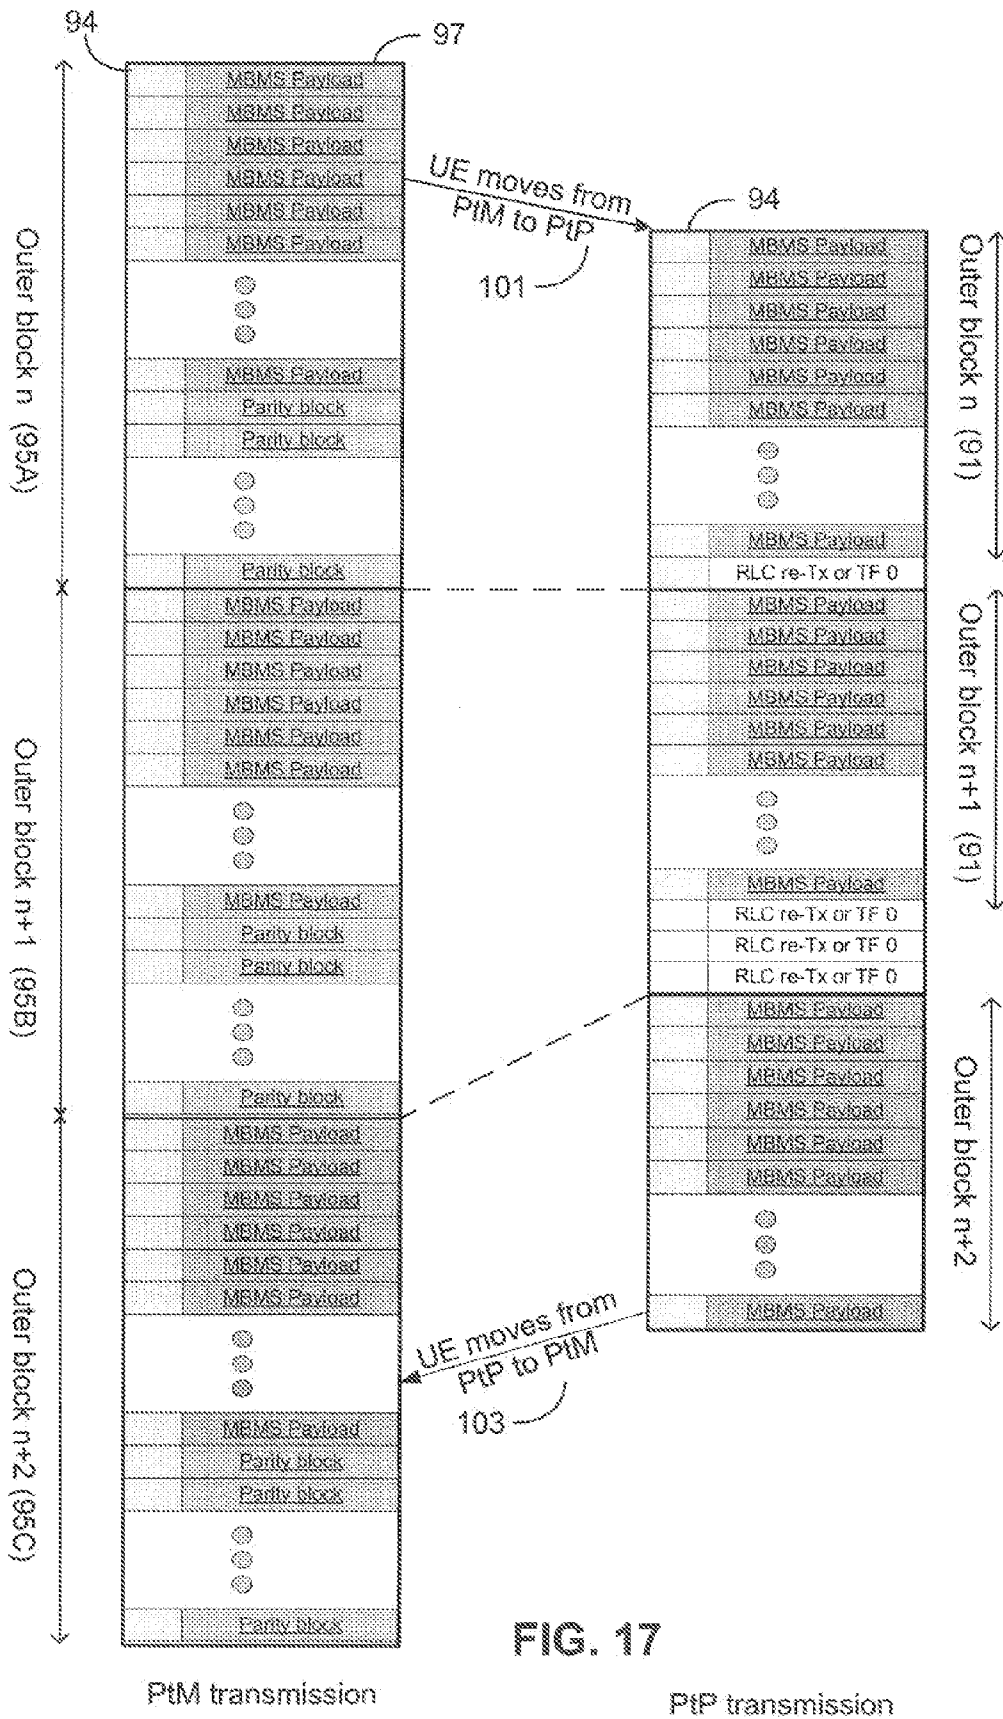 94
97
Outer block n (95A)
MBMS Payload
MBMS Payload
MBMS Payload
MBMS Payload
MBMS Payload
MBMS Payload
MBMS Payload
Parity block
Parity block
Parity block
Outer block n+1 (95B)
MBMS Payload
MBMS Payload
MBMS Payload
MBMS Payload
MBMS Payload
MBMS Payload
MBMS Payload
Parity block
Parity block
Parity block
Outer block n+2 (95C)
MBMS Payload
MBMS Payload
MBMS Payload
MBMS Payload
MBMS Payload
MBMS Payload
MBMS Payload
Parity block
Parity block
Parity block
PtM transmission
UE moves from
PtM to PtP
101
UE moves from
PtP to PtM
103
94
MBMS Payload
MBMS Payload
MBMS Payload
MBMS Payload
MBMS Payload
MBMS Payload
MBMS Payload
RLC re-Tx or TF 0
Outer block n (91)
MBMS Payload
MBMS Payload
MBMS Payload
MBMS Payload
MBMS Payload
MBMS Payload
MBMS Payload
RLC re-Tx or TF 0
RLC re-Tx or TF 0
RLC re-Tx or TF 0
Outer block n+1 (91)
MBMS Payload
MBMS Payload
MBMS Payload
MBMS Payload
MBMS Payload
MBMS Payload
MBMS Payload
Outer block n+2
PtP transmission
FIG. 17